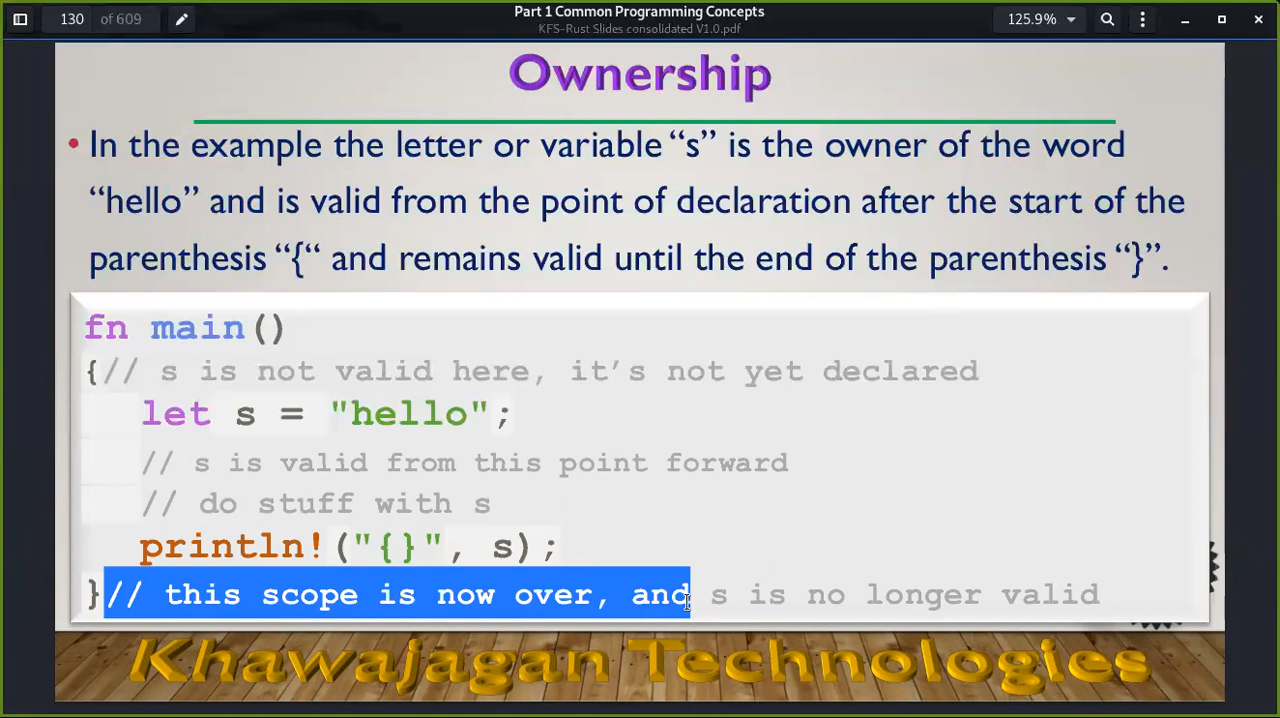 Part 1 Common Programming Concepts
130 of 609
KFS-Rust Slides consolidated V1.0.pdf
125.9%
Ownership
• In the example the letter or variable “s” is the owner of the word
“hello” and is valid from the point of declaration after the start of the
parenthesis “{“ and remains valid until the end of the parenthesis “}”.
fn main()
{// s is not valid here, it’s not yet declared
let s = "hello";
// s is valid from this point forward
// do stuff with s
println!("{}", s);
}// this scope is now over, and s is no longer valid
Khawajagan Technologies